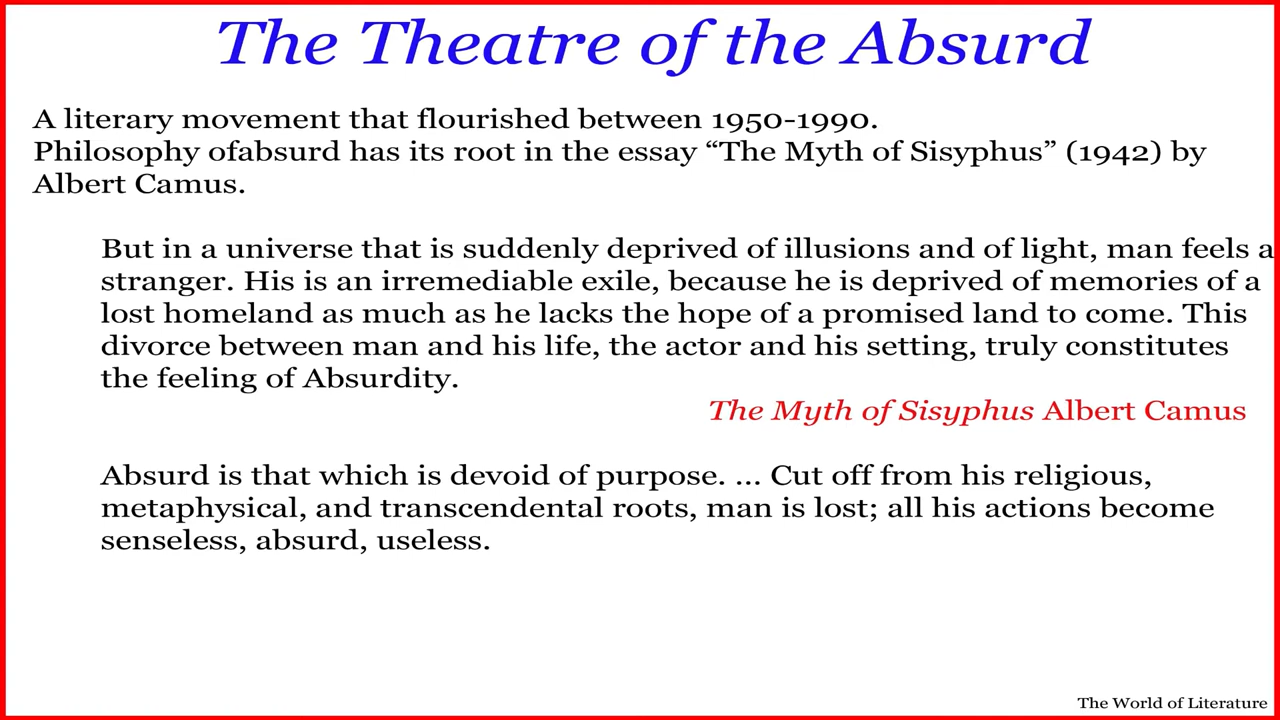 The Theatre of the Absurd
A literary movement that flourished between 1950-1990.
Philosophy ofabsurd has its root in the essay “The Myth of Sisyphus” (1942) by
Albert Camus.
But in a universe that is suddenly deprived of illusions and of light, man feels a
stranger. His is an irremediable exile, because he is deprived of memories of a
lost homeland as much as he lacks the hope of a promised land to come. This
divorce between man and his life, the actor and his setting, truly constitutes
the feeling of Absurdity.
The Myth of Sisyphus Albert Camus
Absurd is that which is devoid of purpose. ... Cut off from his religious,
metaphysical, and transcendental roots, man is lost; all his actions become
senseless, absurd, useless.
The World of Literature